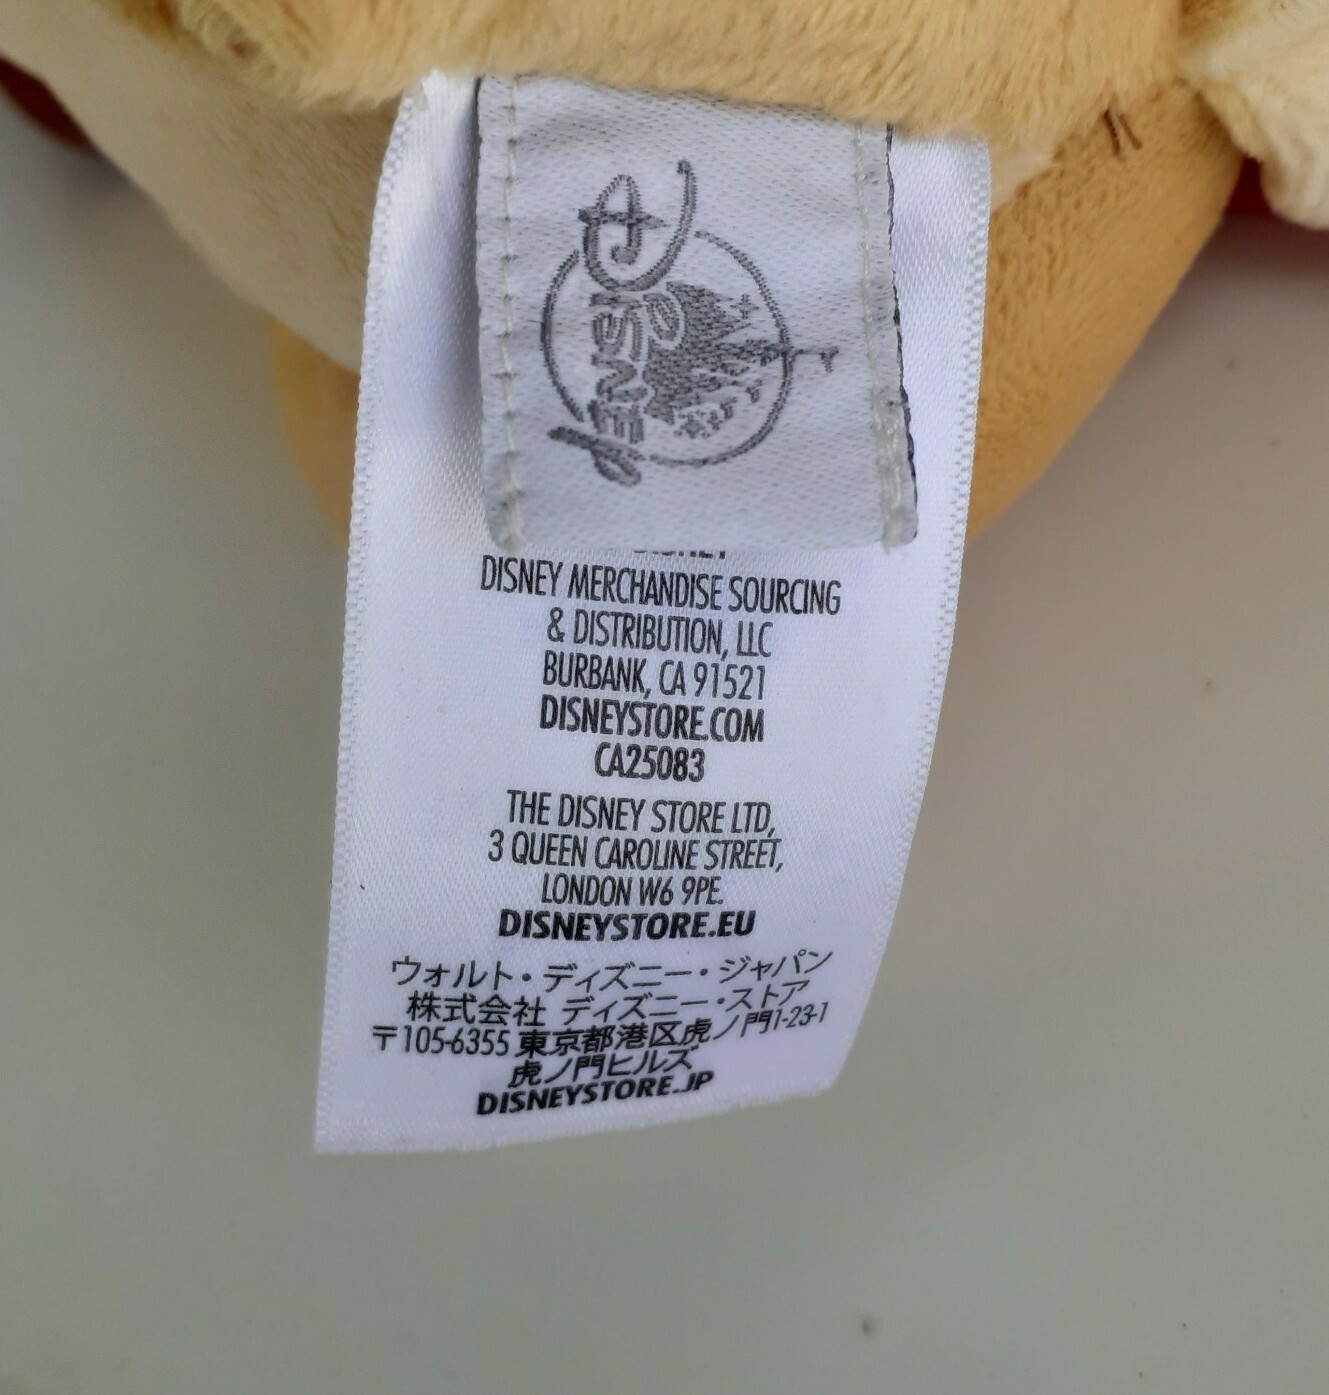 Disney
DISNEY MERCHANDISE SOURCING
& DISTRIBUTION, LLC
BURBANK, CA 91521
DISNEYSTORE.COM
CA25083
THE DISNEY STORE LTD,
3 QUEEN CAROLINE STREET,
LONDON W6 9PE.
DISNEYSTORE.EU
ウォルト・ディズニー・ジャパン
株式会社 ディズニー・ストア
〒105-6355 東京都港区虎ノ門1-23-1
虎ノ門ヒルズ
DISNEYSTORE.JP